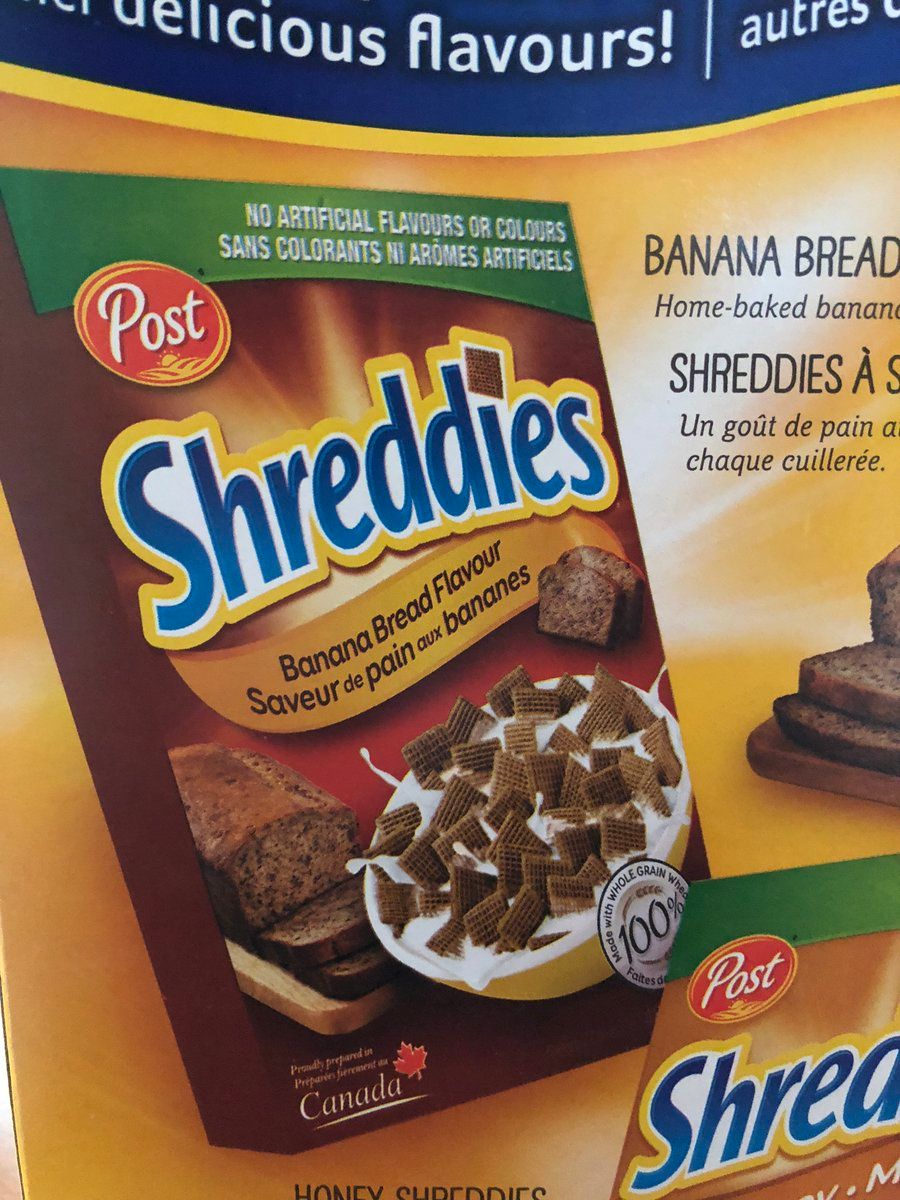 delicious flavours!
autres
NO ARTIFICIAL FLAVOURS OR COLOURS
SANS COLORANTS NI ARÔMES ARTIFICIELS
Post
Shreddies
Banana Bread Flavour
Saveur de pain aux bananes
BANANA BREAD
Home-baked
SHREDDIES À
Un goût de pain
chaque cuillerée.
Made with WHOLE GRAIN
100%
Faites
Proudly prepared in
Préparées fièrement au
Canada
Post
Shred
HONEY SHREDDIES